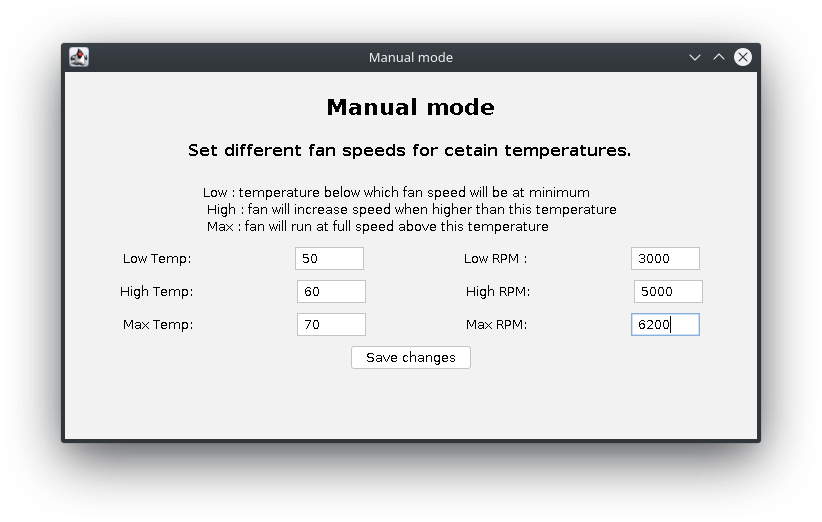 Manual mode
Manual mode
Set different fan speeds for cetain temperatures.
Low : temperature below which fan speed will be at minimum
High : fan will increase speed when higher than this temperature
Max : fan will run at full speed above this temperature
Low Temp: 50 Low RPM : 3000
High Temp: 60 High RPM: 5000
Max Temp: 70 Max RPM: 6200
Save changes